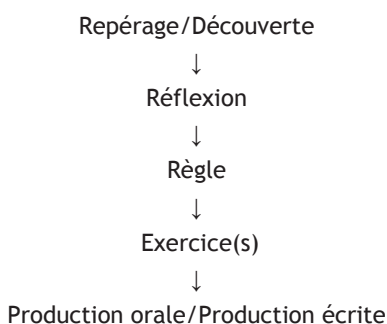 Repérage/Découverte
↓
Réflexion
↓
Règle
↓
Exercice(s)
↓
Production orale/Production écrite